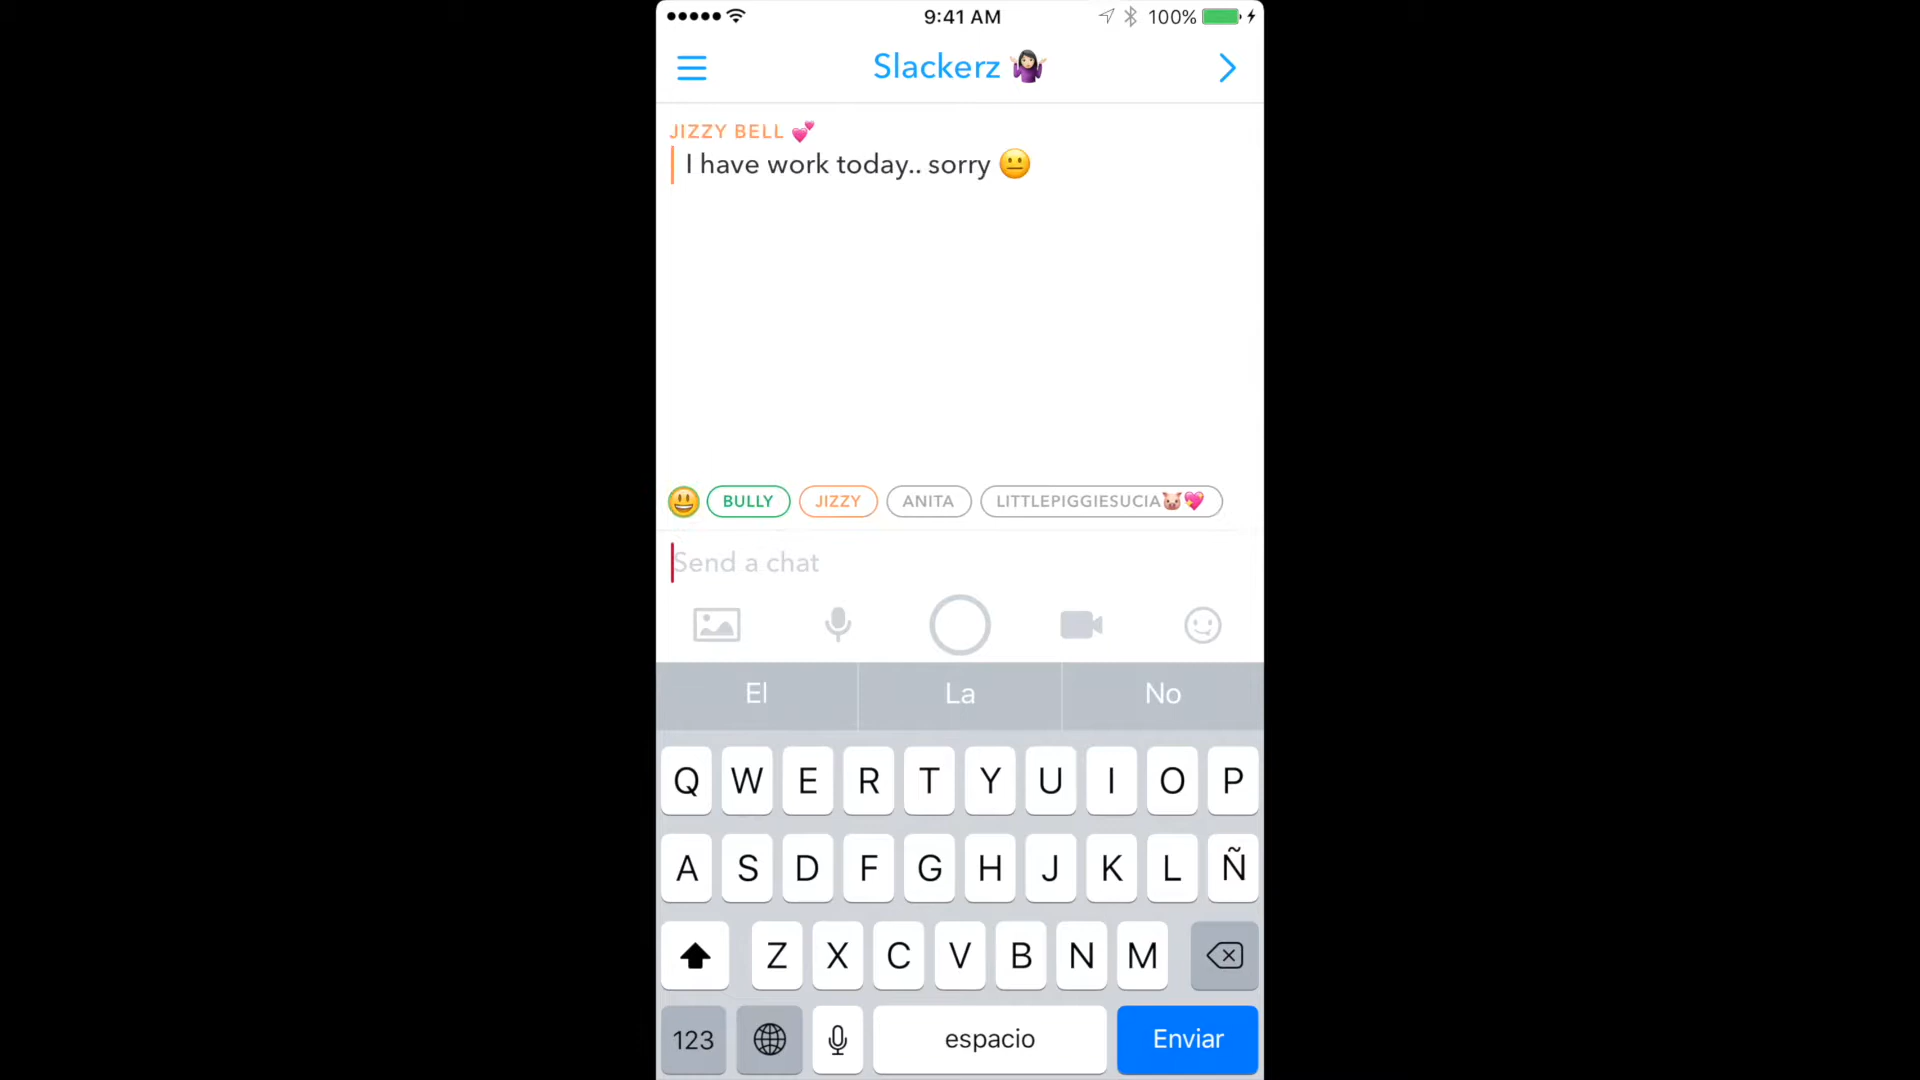 9:41 AM
100%
Slackerz 🤷🏻‍♀️
JIZZY BELL 💕
I have work today.. sorry 😐
😃 BULLY JIZZY ANITA LITTLEPIGGIESUCIA🐷💖
Send a chat
El La No
Q W E R T Y U I O P
A S D F G H J K L Ñ
Z X C V B N M
123 espacio Enviar